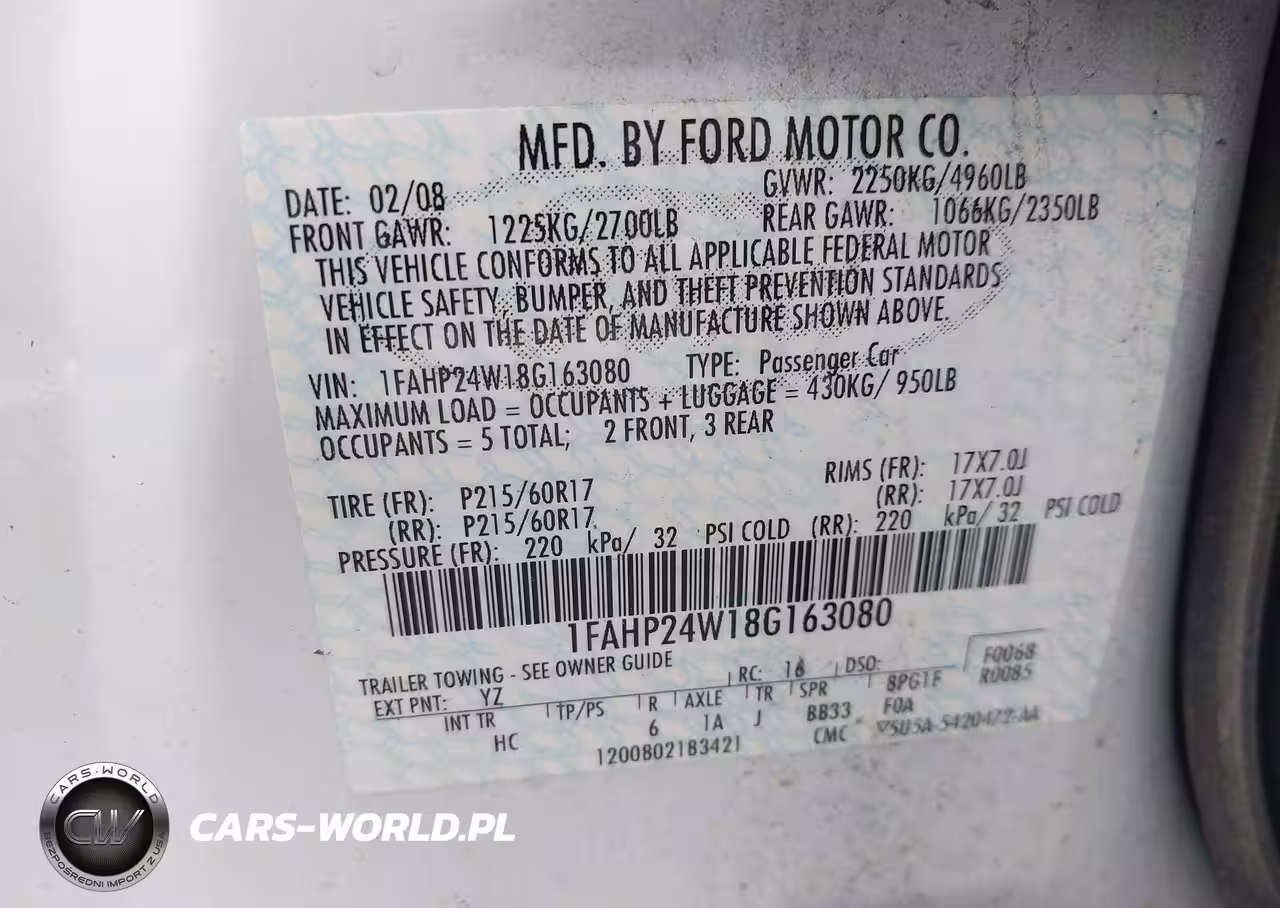 MFD. BY FORD MOTOR CO.
DATE: 02/08 GVWR: 2250KG/4960LB
FRONT GAWR: 1225KG/2700LB REAR GAWR: 1066KG/2350LB
THIS VEHICLE CONFORMS TO ALL APPLICABLE FEDERAL MOTOR
VEHICLE SAFETY, BUMPER, AND THEFT PREVENTION STANDARDS
IN EFFECT ON THE DATE OF MANUFACTURE SHOWN ABOVE.
VIN: 1FAHP24W18G163080 TYPE: Passenger Car
MAXIMUM LOAD = OCCUPANTS + LUGGAGE = 430KG/ 950LB
OCCUPANTS = 5 TOTAL; 2 FRONT, 3 REAR
TIRE (FR): P215/60R17 RIMS (FR): 17X7.0J
(RR): P215/60R17 (RR): 17X7.0J
PRESSURE (FR): 220 kPa/ 32 PSI COLD (RR): 220 kPa/ 32 PSI COLD
1FAHP24W18G163080
TRAILER TOWING - SEE OWNER GUIDE
EXT PNT: YZ RC: 16 DSO: F0068
R0085
INT TR TP/PS R AXLE TR SPR 8PG1F
HC 6 1A J BB33 F0A
1200802183421 CMC
CARS-WORLD
CW
BEZPOŚREDNI IMPORT Z USA
CARS-WORLD.PL